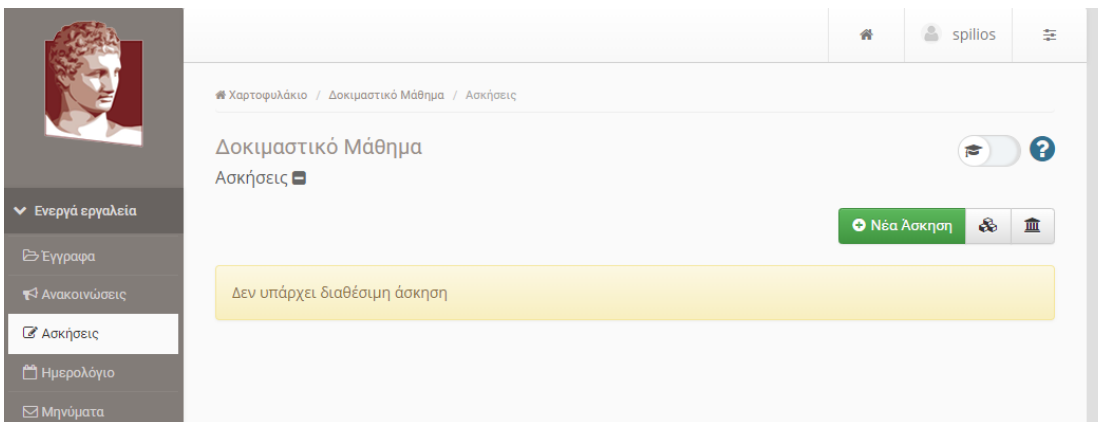 spilios
Χαρτοφυλάκιο / Δοκιμαστικό Μάθημα / Ασκήσεις
Δοκιμαστικό Μάθημα
Ασκήσεις
Ενεργά εργαλεία
Νέα Άσκηση
Έγγραφα
Ανακοινώσεις
Δεν υπάρχει διαθέσιμη άσκηση
Ασκήσεις
Ημερολόγιο
Μηνύματα